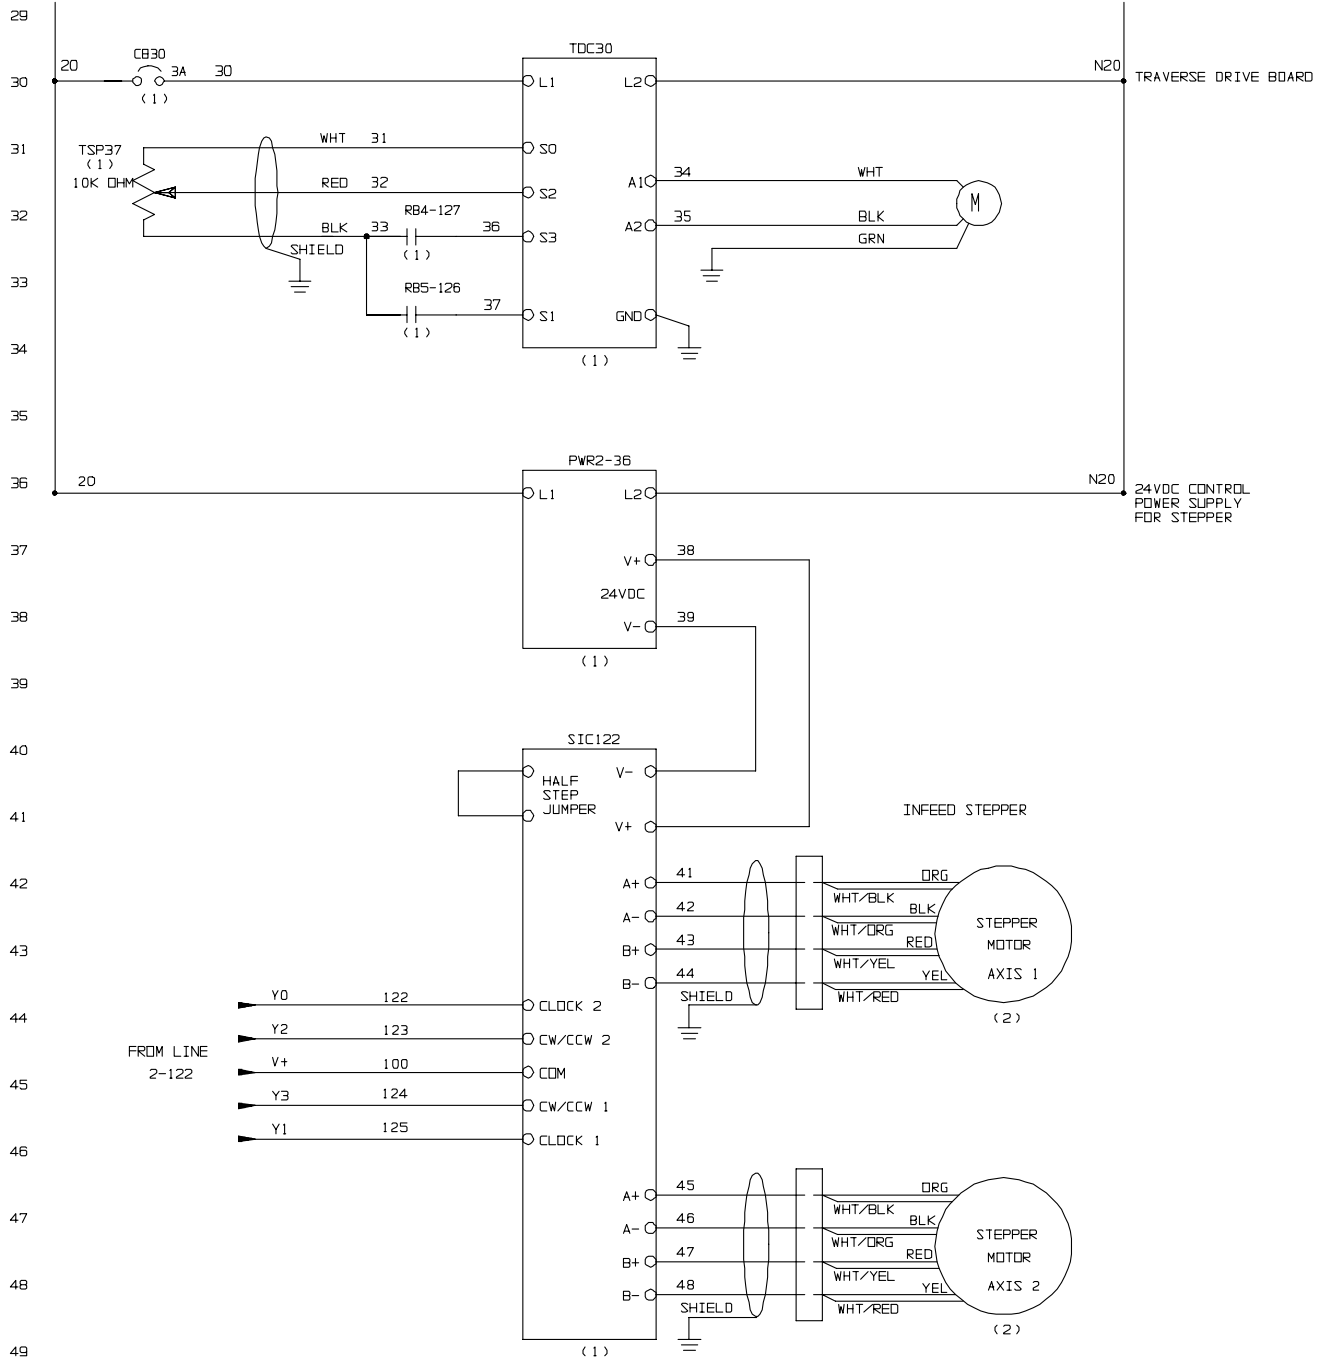 29
TDC30
CB30
20 3A 30 L1 L2 N20 TRAVERSE DRIVE BOARD
30
(1)
31 TSP37 WHT 31 S0
(1)
10K OHM RED 32 S2 A1 34 WHT M
32 RB4-127 A2 35 BLK
BLK 33 36 S3 GRN
SHIELD (1)
33 RB5-126
37 S1 GND
(1)
34
(1)
35
PWR2-36
36 20 L1 L2 N20 24VDC CONTROL
POWER SUPPLY
FOR STEPPER
37 V+ 38
24VDC
38 V- 39
(1)
39
SIC122
40
HALF V-
STEP
JUMPER INFEED STEPPER
41 V+
42 A+ 41 ORG
WHT/BLK
A- 42 BLK STEPPER
WHT/ORG
43 B+ 43 RED MOTOR
WHT/YEL
B- 44 YEL AXIS 1
SHIELD WHT/RED
Y0 122 CLOCK 2
44 (2)
Y2 123 CW/CCW 2
FROM LINE
2-122
V+ 100 COM
45
Y3 124 CW/CCW 1
Y1 125 CLOCK 1
46
A+ 45 ORG
WHT/BLK
47 A- 46 BLK STEPPER
WHT/ORG
B+ 47 RED MOTOR
WHT/YEL
48 B- 48 YEL AXIS 2
SHIELD WHT/RED
(2)
49 (1)